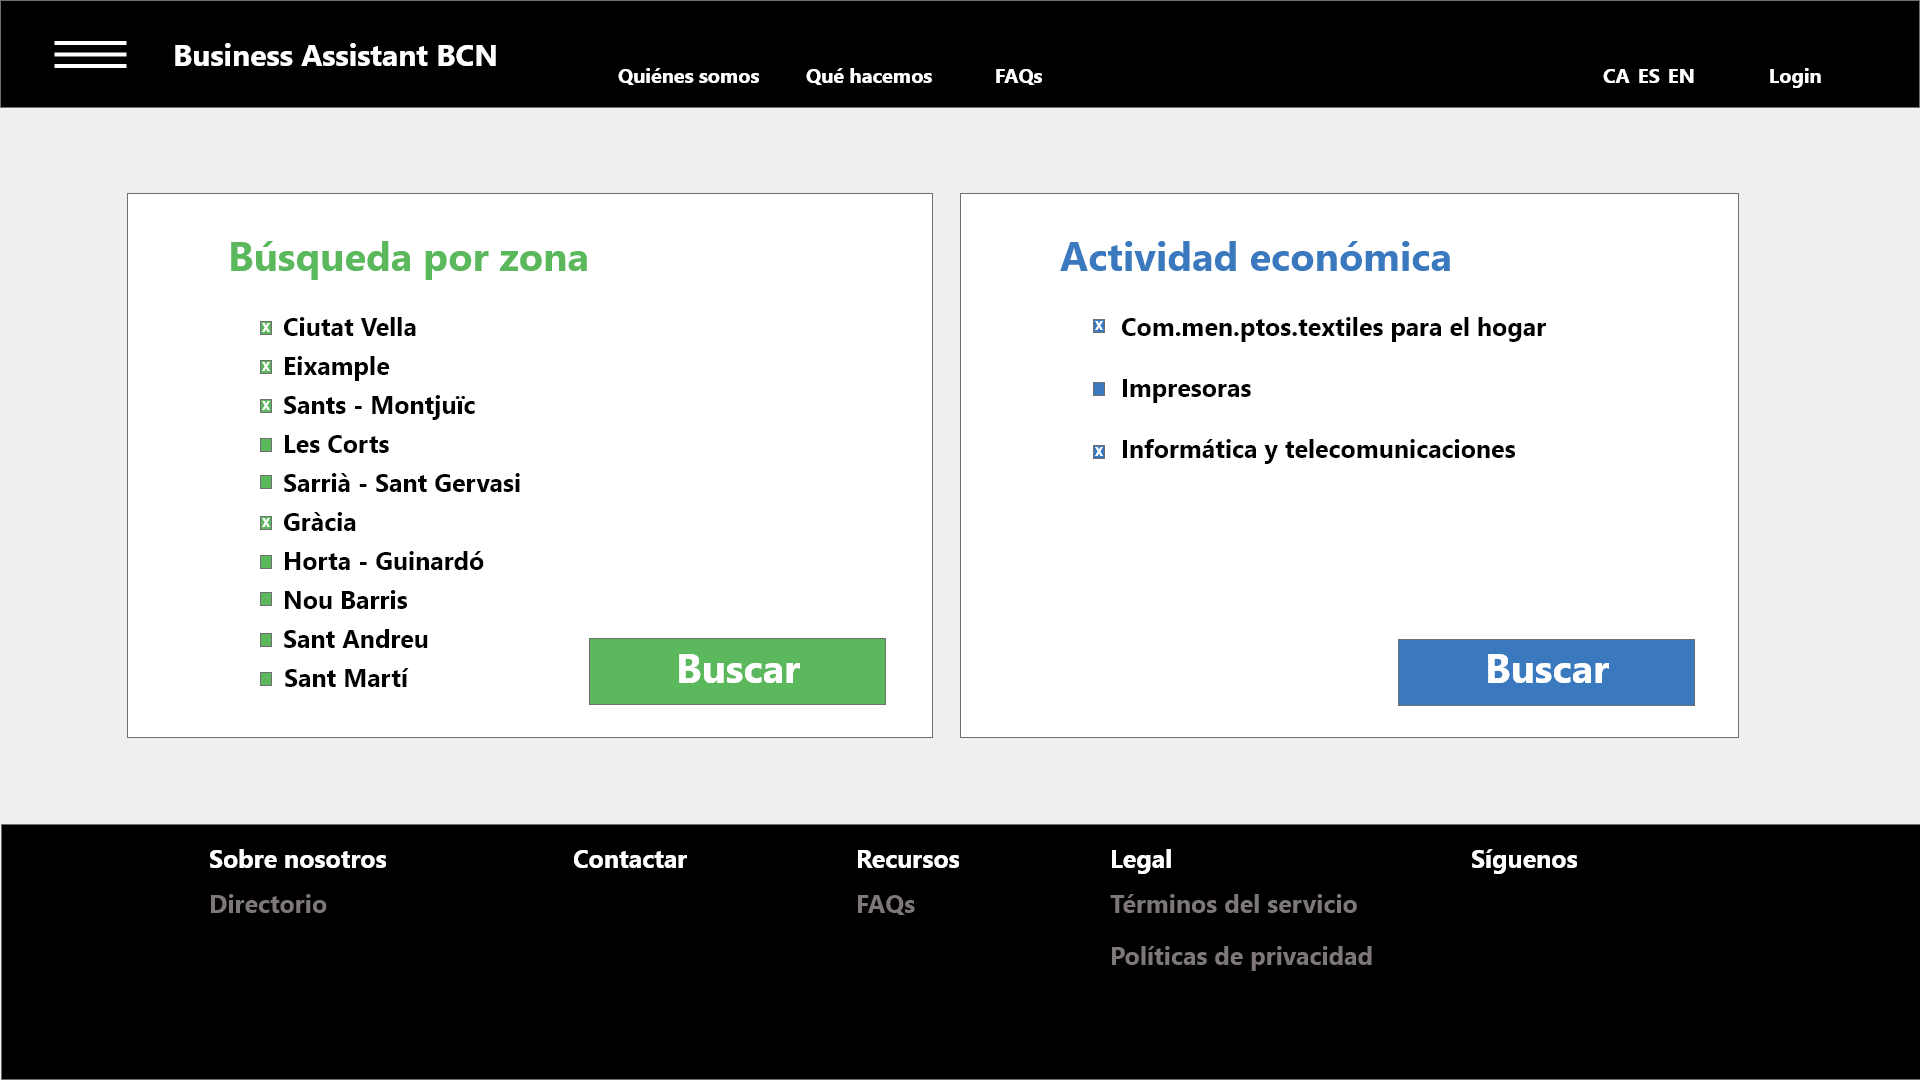 Business Assistant BCN
Quiénes somos
Qué hacemos
FAQs
CA ES EN
Login
Búsqueda por zona
x Ciutat Vella
x Eixample
x Sants - Montjuïc
Les Corts
Sarrià - Sant Gervasi
x Gràcia
Horta - Guinardó
Nou Barris
Sant Andreu
Sant Martí
Buscar
Actividad económica
x Com.men.ptos.textiles para el hogar
Impresoras
x Informática y telecomunicaciones
Buscar
Sobre nosotros
Directorio
Contactar
Recursos
FAQs
Legal
Términos del servicio
Políticas de privacidad
Síguenos